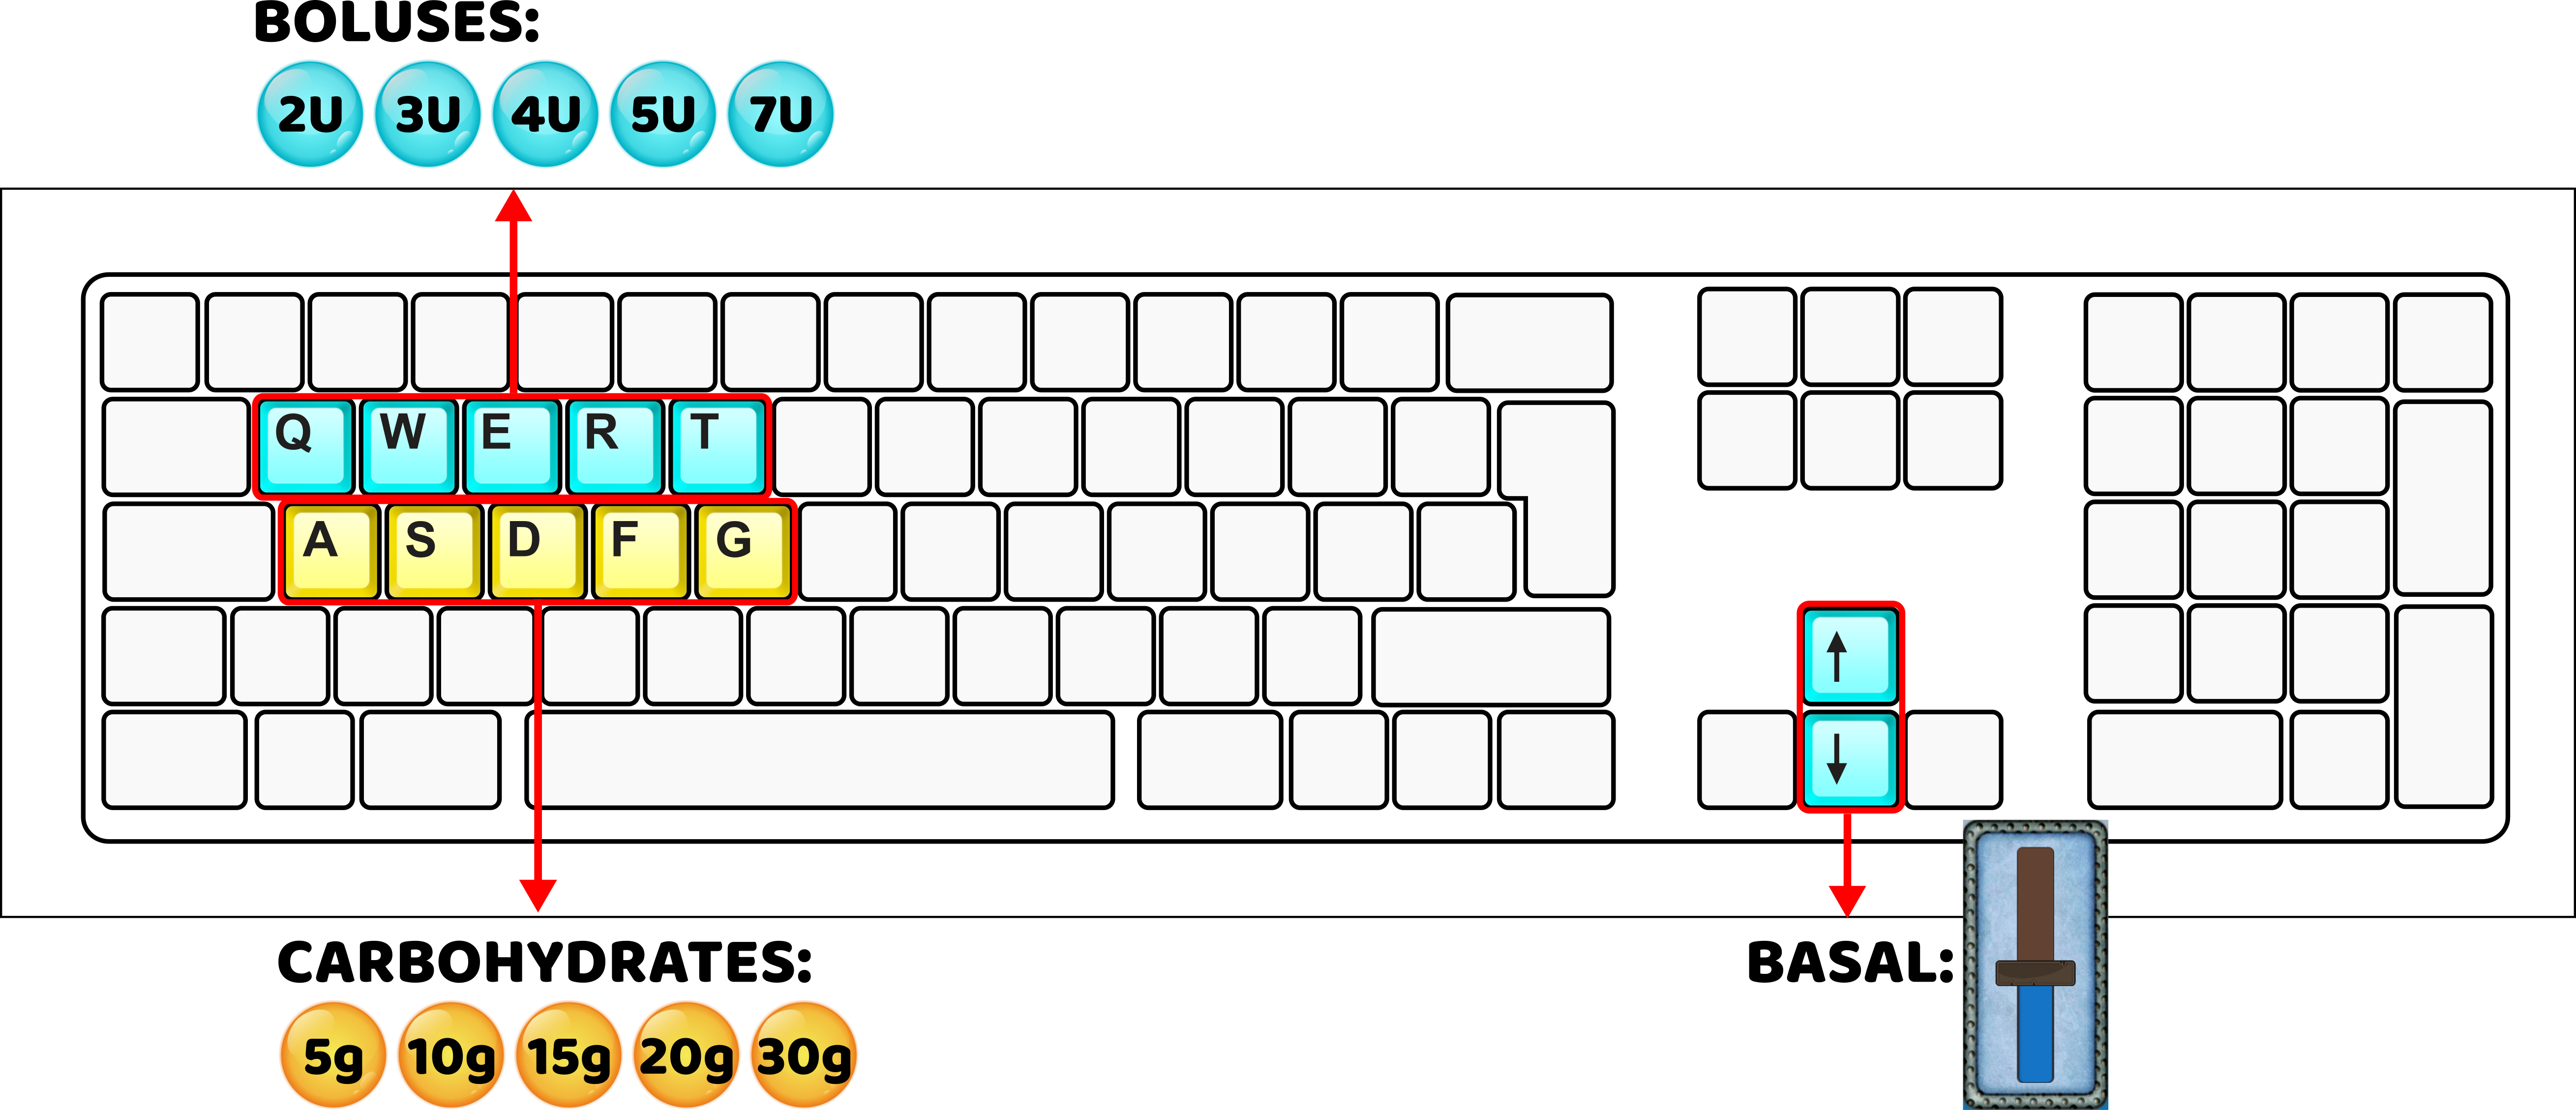 BOLUSES:
2U 3U 4U 5U 7U
Q W E R T
A S D F G
↑
↓
CARBOHYDRATES:
5g 10g 15g 20g 30g
BASAL: